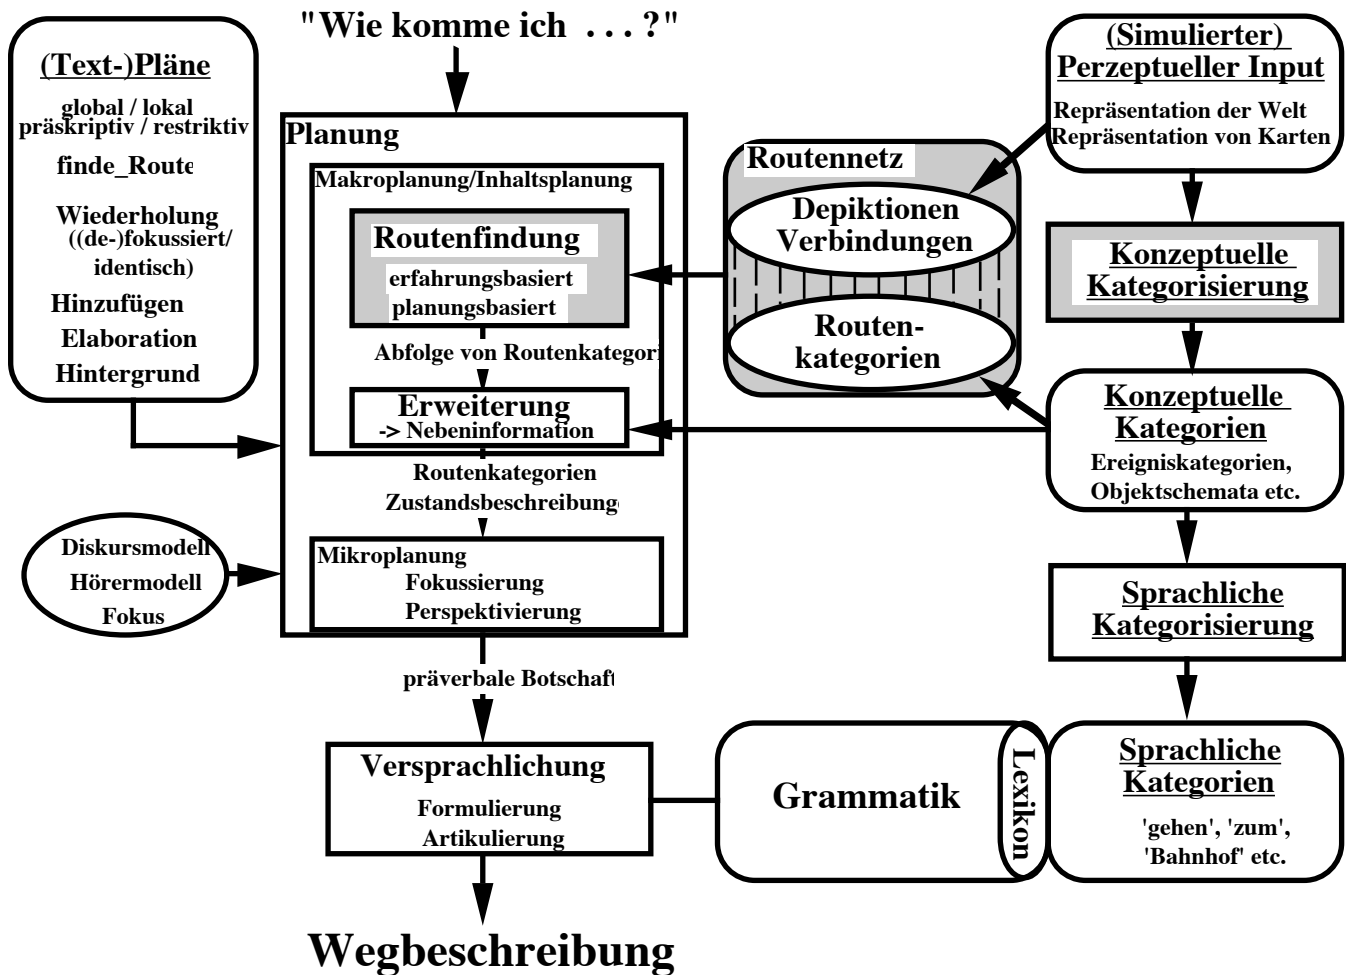 "Wie komme ich . . . ?"
(Text-)Pläne
global / lokal
präskriptiv / restriktiv
finde_Route
Wiederholung
((de-)fokussiert/
identisch)
Hinzufügen
Elaboration
Hintergrund
Diskursmodell
Hörermodell
Fokus
Planung
Makroplanung/Inhaltsplanung
Routenfindung
erfahrungsbasiert
planungsbasiert
Abfolge von Routenkategori
Erweiterung
-> Nebeninformation
Routenkategorien
Zustandsbeschreibung
Mikroplanung
Fokussierung
Perspektivierung
präverbale Botschaft
Versprachlichung
Formulierung
Artikulierung
Wegbeschreibung
Routennetz
Depiktionen
Verbindungen
Routen-
kategorien
(Simulierter)
Perzeptueller Input
Repräsentation der Welt
Repräsentation von Karten
Konzeptuelle
Kategorisierung
Konzeptuelle
Kategorien
Ereigniskategorien,
Objektschemata etc.
Sprachliche
Kategorisierung
Grammatik
Lexikon
Sprachliche
Kategorien
'gehen', 'zum',
'Bahnhof' etc.